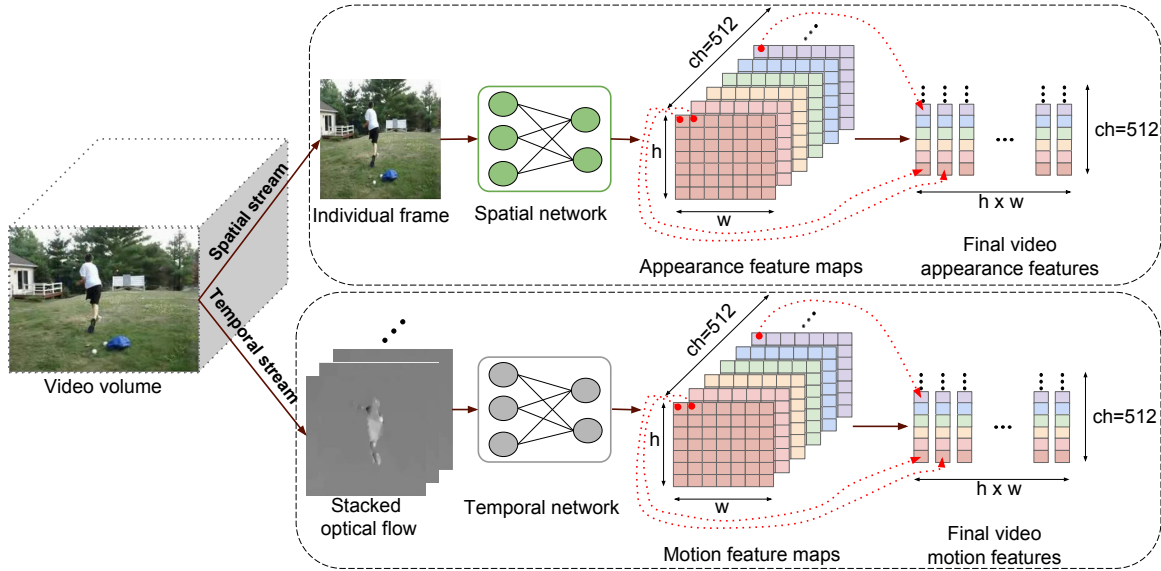 Video volume
Spatial stream
Temporal stream
Individual frame
Spatial network
ch=512
h
w
Appearance feature maps
ch=512
h x w
Final video
appearance features
Stacked
optical flow
Temporal network
ch=512
h
w
Motion feature maps
ch=512
h x w
Final video
motion features